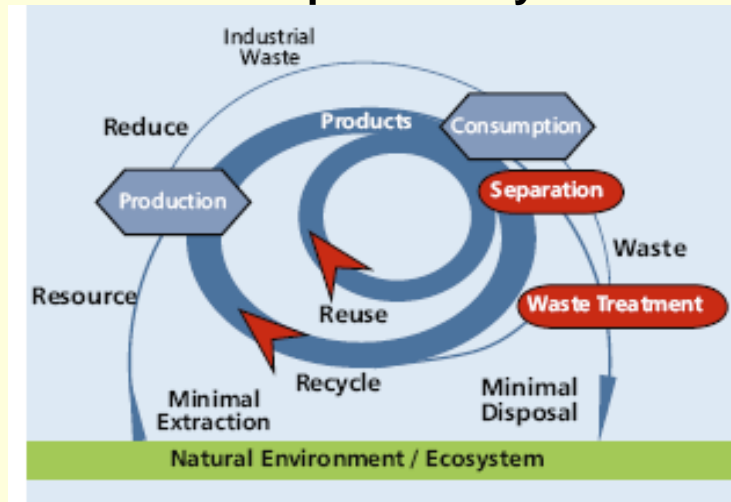 Industrial
Waste
Reduce
Products
Consumption
Production
Separation
Waste
Resource
Waste Treatment
Reuse
Recycle
Minimal
Extraction
Minimal
Disposal
Natural Environment / Ecosystem